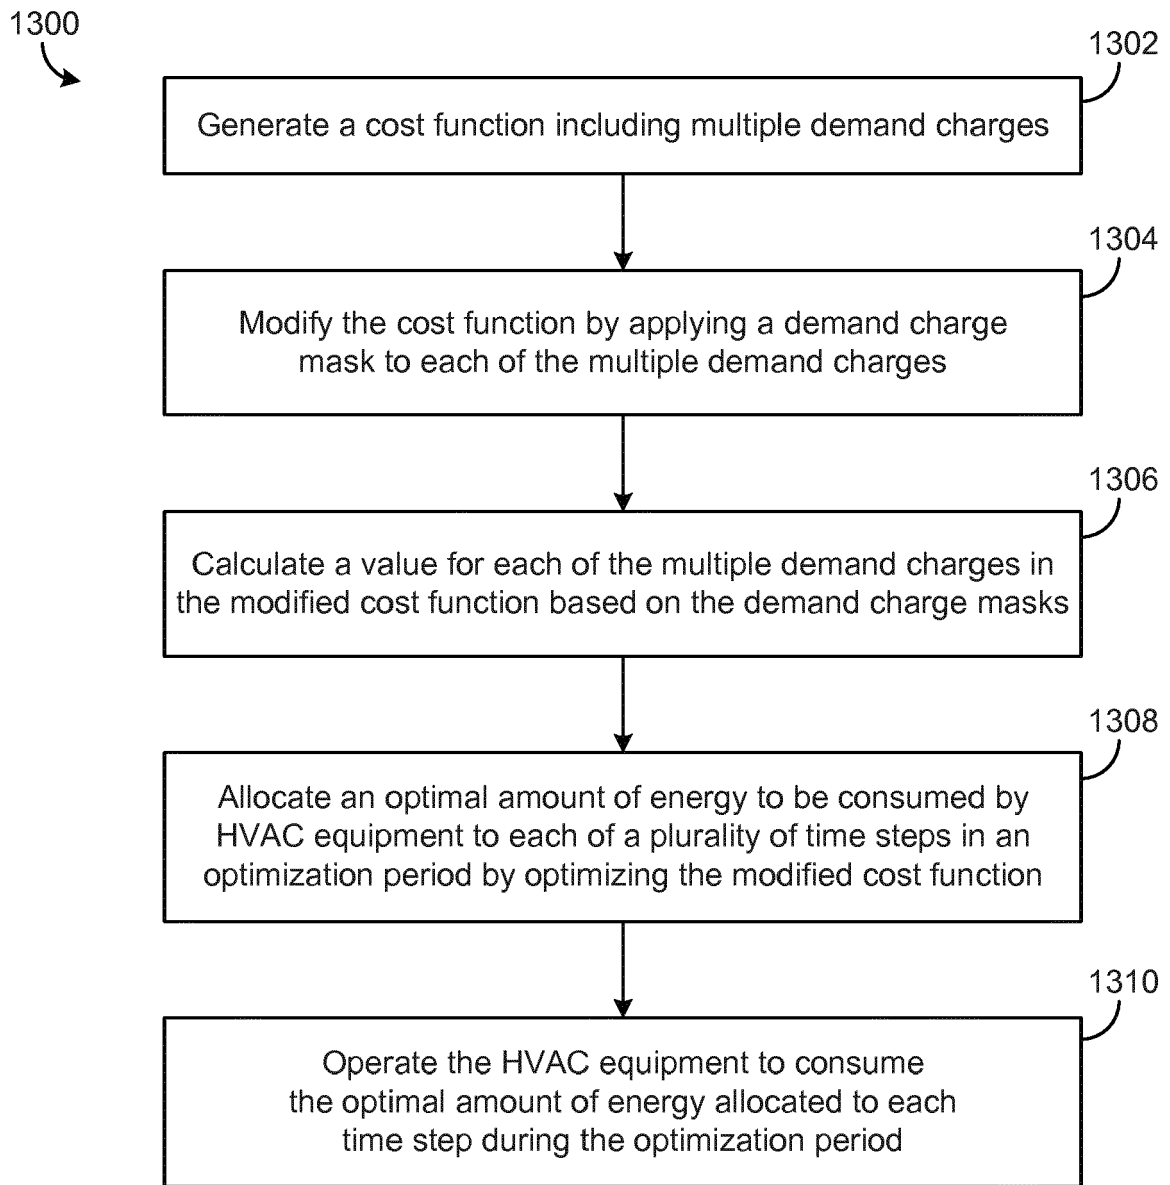 1300
1302
Generate a cost function including multiple demand charges
1304
Modify the cost function by applying a demand charge
mask to each of the multiple demand charges
1306
Calculate a value for each of the multiple demand charges in
the modified cost function based on the demand charge masks
1308
Allocate an optimal amount of energy to be consumed by
HVAC equipment to each of a plurality of time steps in an
optimization period by optimizing the modified cost function
1310
Operate the HVAC equipment to consume
the optimal amount of energy allocated to each
time step during the optimization period